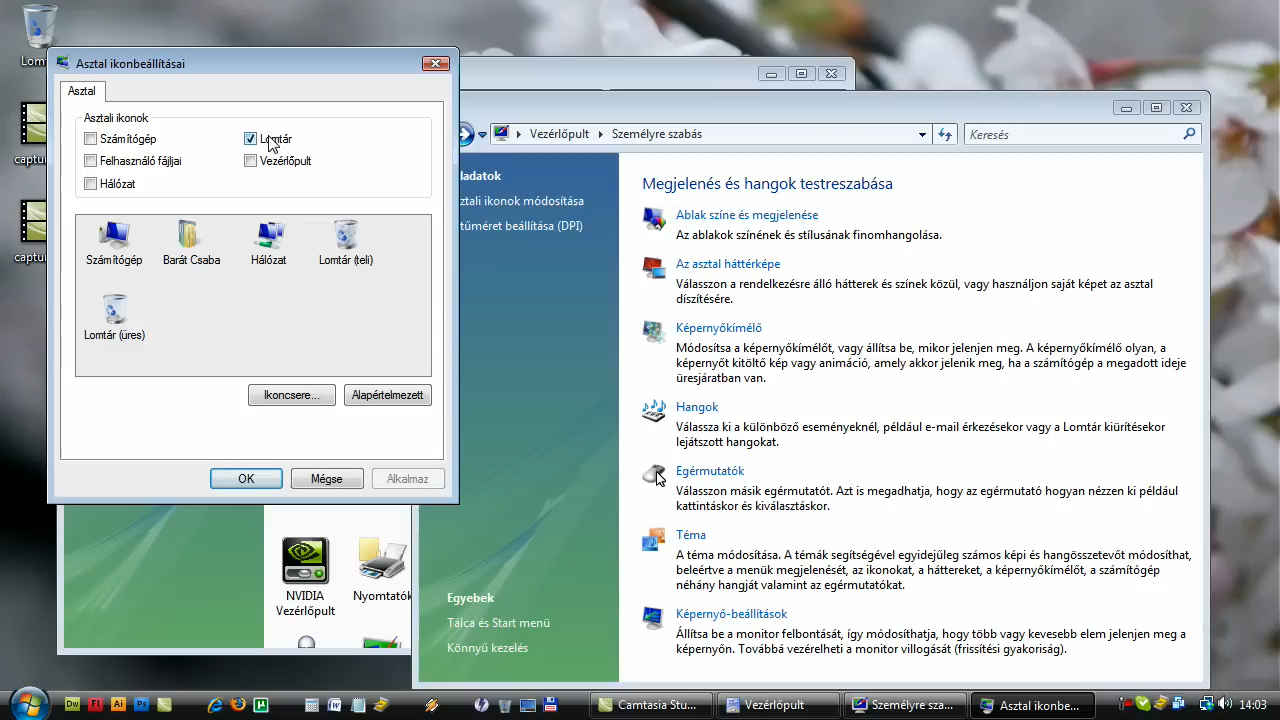 Lom
captu
captu
Asztal ikonbeállításai
Asztal
Asztali ikonok
Számítógép
Lomtár
Felhasználó fájljai
Vezérlőpult
Hálózat
Számítógép
Barát Csaba
Hálózat
Lomtár (teli)
Lomtár (üres)
Ikoncsere...
Alapértelmezett
OK
Mégse
Alkalmaz
NVIDIA
Vezérlőpult
Nyomtatók
Vezérlőpult
Személyre szabás
Keresés
ladatok
ztali ikonok módosítása
tűméret beállítása (DPI)
Egyebek
Tálca és Start menü
Könnyű kezelés
Megjelenés és hangok testreszabása
Ablak színe és megjelenése
Az ablakok színének és stílusának finomhangolása.
Az asztal háttérképe
Válasszon a rendelkezésre álló hátterek és színek közül, vagy használjon saját képet az asztal
díszítésére.
Képernyőkímélő
Módosítsa a képernyőkímélőt, vagy állítsa be, mikor jelenjen meg. A képernyőkímélő olyan, a
képernyőt kitöltő kép vagy animáció, amely akkor jelenik meg, ha a számítógép a megadott ideje
üresjáratban van.
Hangok
Válassza ki a különböző eseményeknél, például e-mail érkezésekor vagy a Lomtár kiürítésekor
lejátszott hangokat.
Egérmutatók
Válasszon másik egérmutatót. Azt is megadhatja, hogy az egérmutató hogyan nézzen ki például
kattintáskor és kiválasztáskor.
Téma
A téma módosítása. A témák segítségével egyidejűleg számos képi és hangösszetevőt módosíthat,
beleértve a menük megjelenését, az ikonokat, a háttereket, a képernyőkímélőt, a számítógép
néhány hangját valamint az egérmutatókat.
Képernyő-beállítások
Állítsa be a monitor felbontását, így módosíthatja, hogy több vagy kevesebb elem jelenjen meg a
képernyőn. Továbbá vezérelheti a monitor villogását (frissítési gyakoriság).
Dw
Fl
Ai
Ps
Camtasia Stu...
Vezérlőpult
Személyre sza...
Asztal ikonbe...
14:03